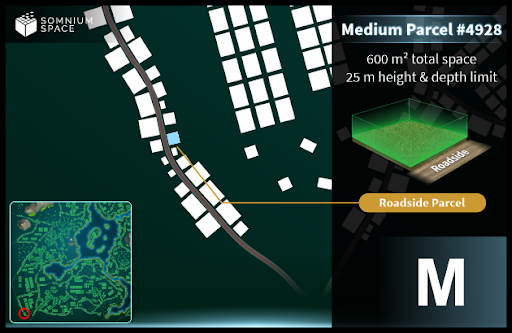 SOMNIUM
SPACE
Medium Parcel #4928
600 m² total space
25 m height & depth limit
Roadside
Roadside Parcel
M